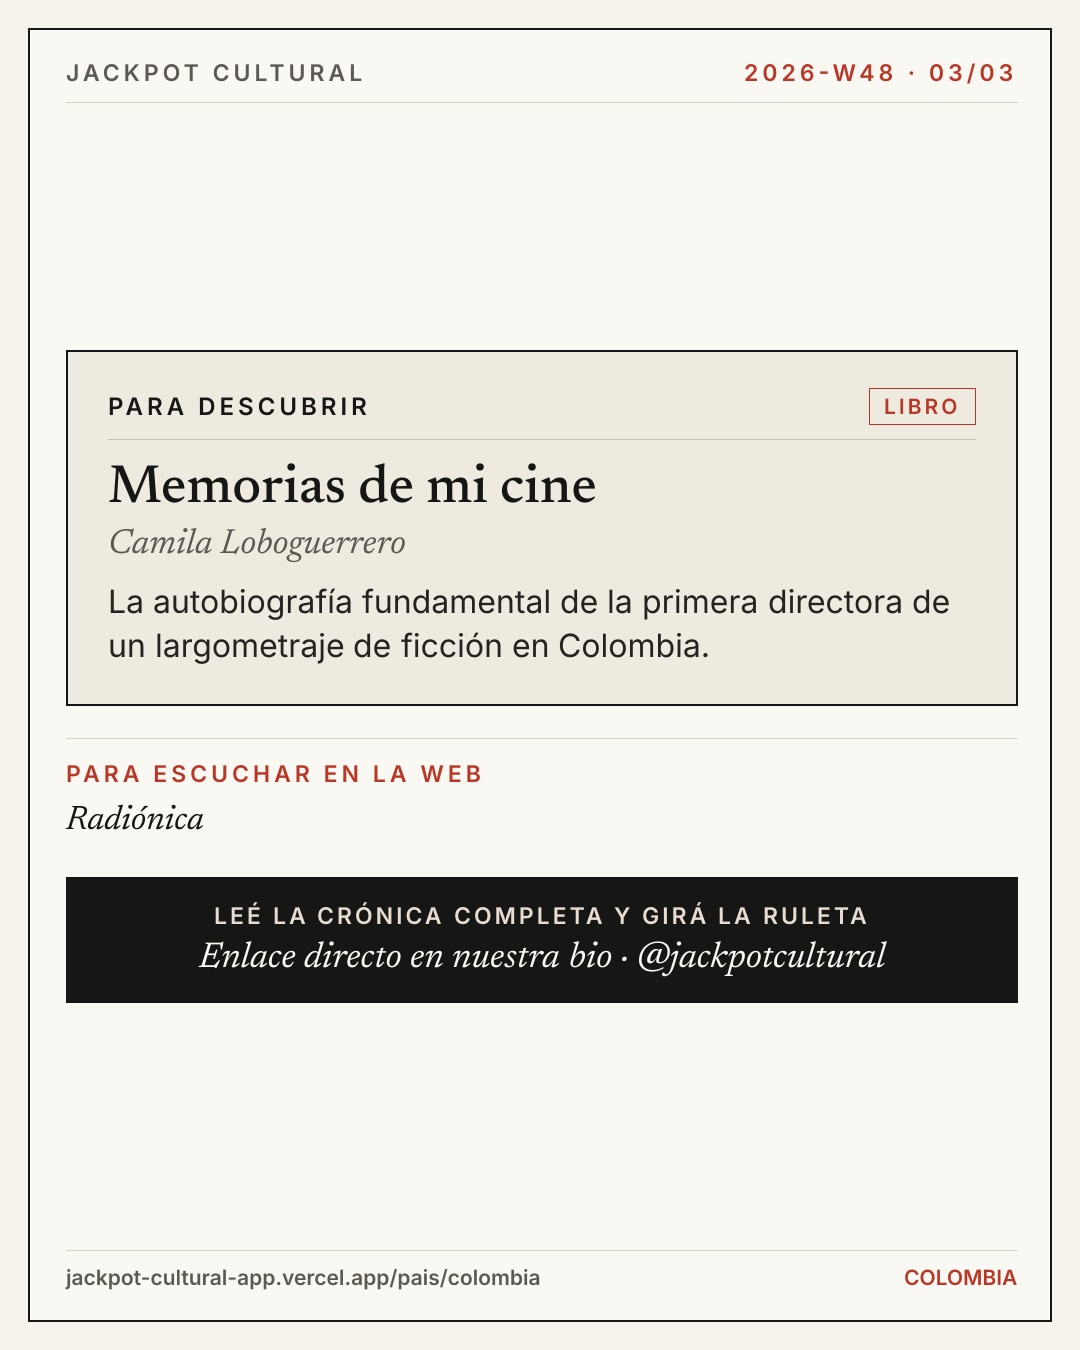 JACKPOT CULTURAL
2026-W48 · 03/03
PARA DESCUBRIR
LIBRO
Memorias de mi cine
Camila Loboguerrero
La autobiografía fundamental de la primera directora de
un largometraje de ficción en Colombia.
PARA ESCUCHAR EN LA WEB
Radiónica
LEÉ LA CRÓNICA COMPLETA Y GIRÁ LA RULETA
Enlace directo en nuestra bio · @jackpotcultural
jackpot-cultural-app.vercel.app/pais/colombia
COLOMBIA